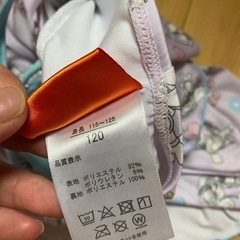 身長 115~125
120
品質表示
表地 ポリエステル 92%
ポリウレタン 8%
裏地 ポリエステル 100%